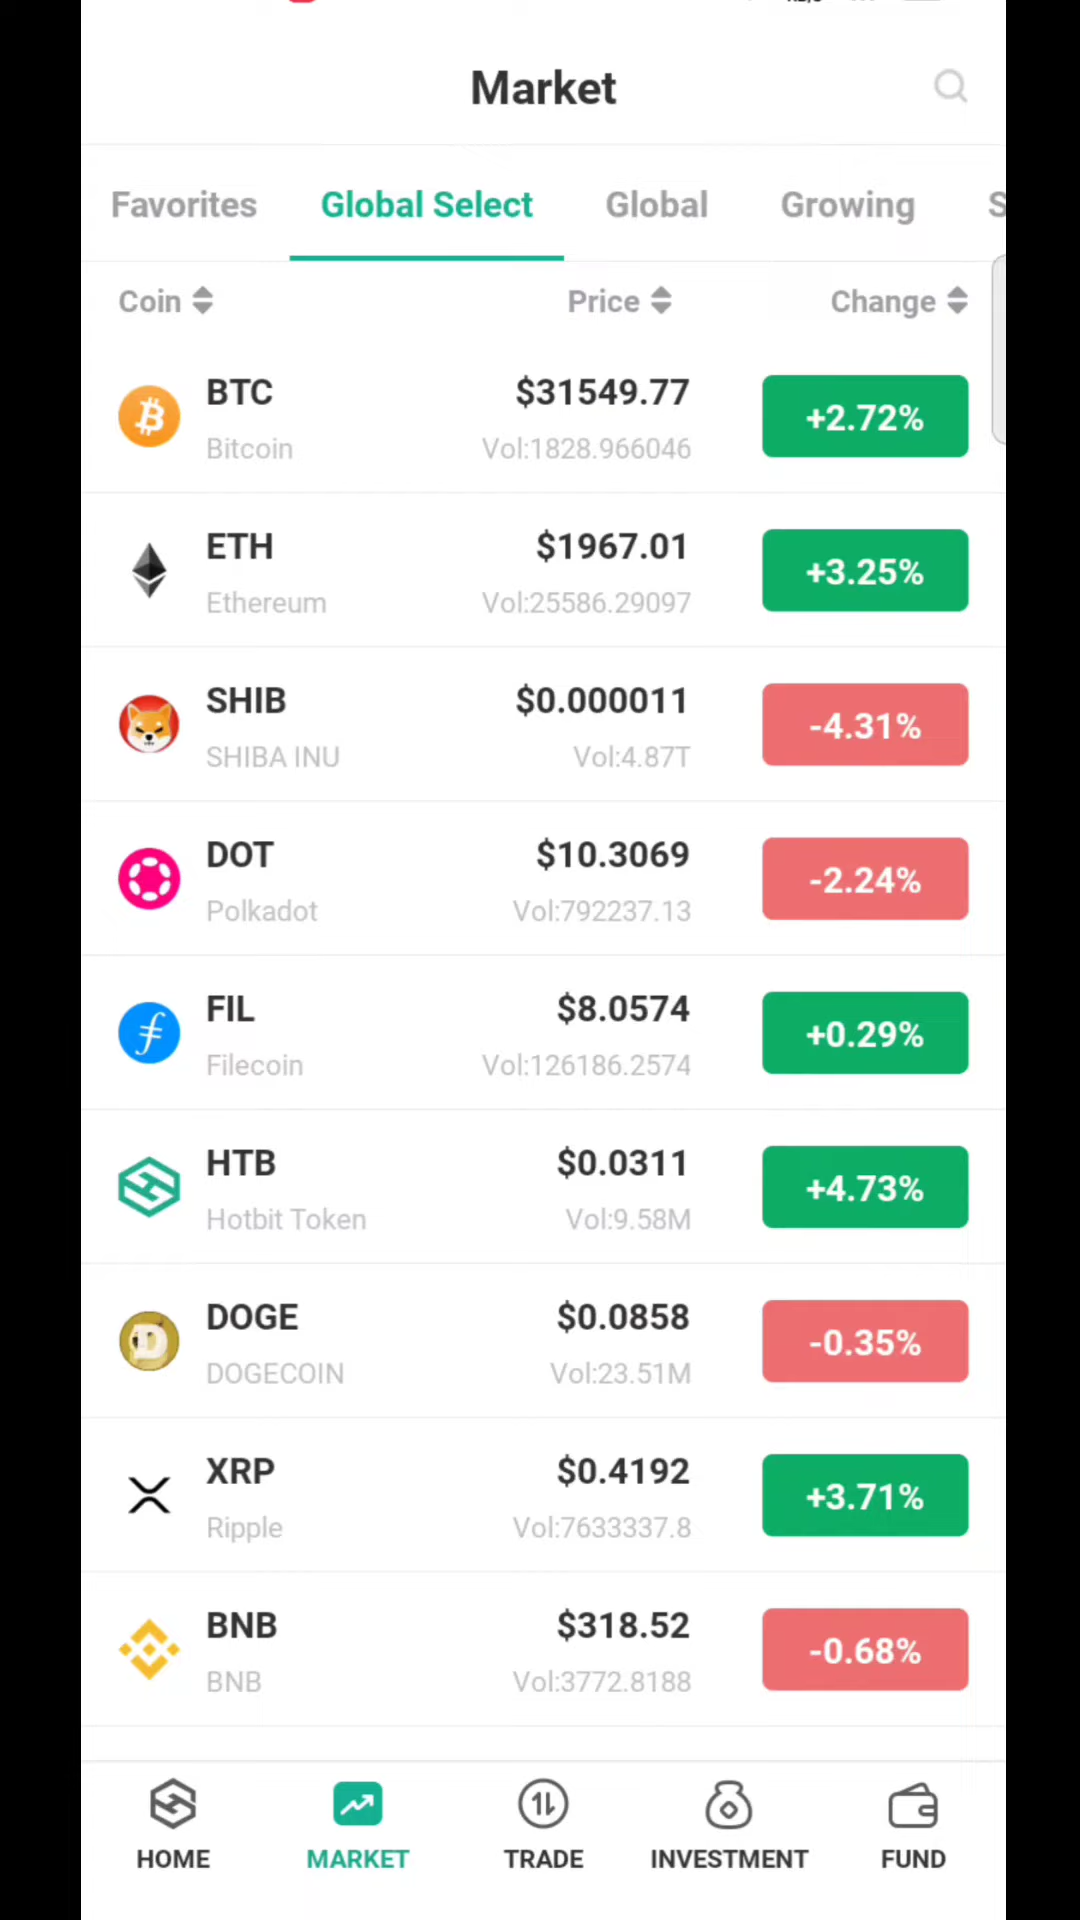 Market
Favorites Global Select Global Growing S
Coin Price Change
BTC $31549.77 +2.72%
Bitcoin Vol:1828.966046
ETH $1967.01 +3.25%
Ethereum Vol:25586.29097
SHIB $0.000011 -4.31%
SHIBA INU Vol:4.87T
DOT $10.3069 -2.24%
Polkadot Vol:792237.13
FIL $8.0574 +0.29%
Filecoin Vol:126186.2574
HTB $0.0311 +4.73%
Hotbit Token Vol:9.58M
DOGE $0.0858 -0.35%
DOGECOIN Vol:23.51M
XRP $0.4192 +3.71%
Ripple Vol:7633337.8
BNB $318.52 -0.68%
BNB Vol:3772.8188
HOME MARKET TRADE INVESTMENT FUND